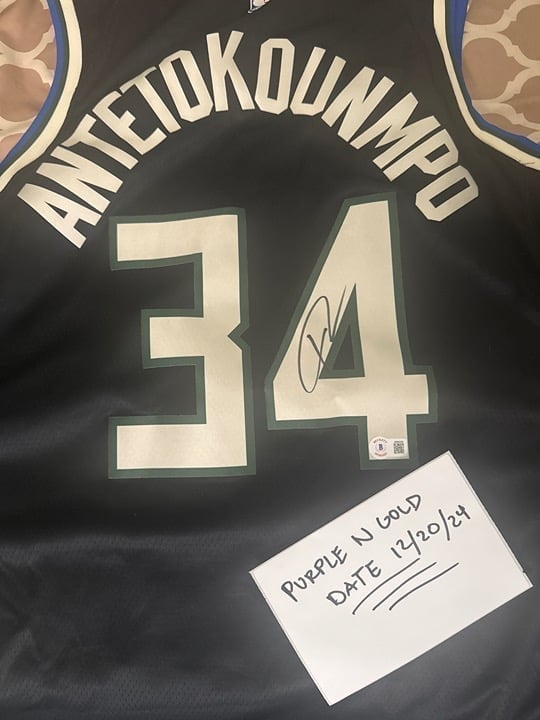 ANTETOKOUNMPO
34
PURPLE N GOLD
DATE 12/20/24